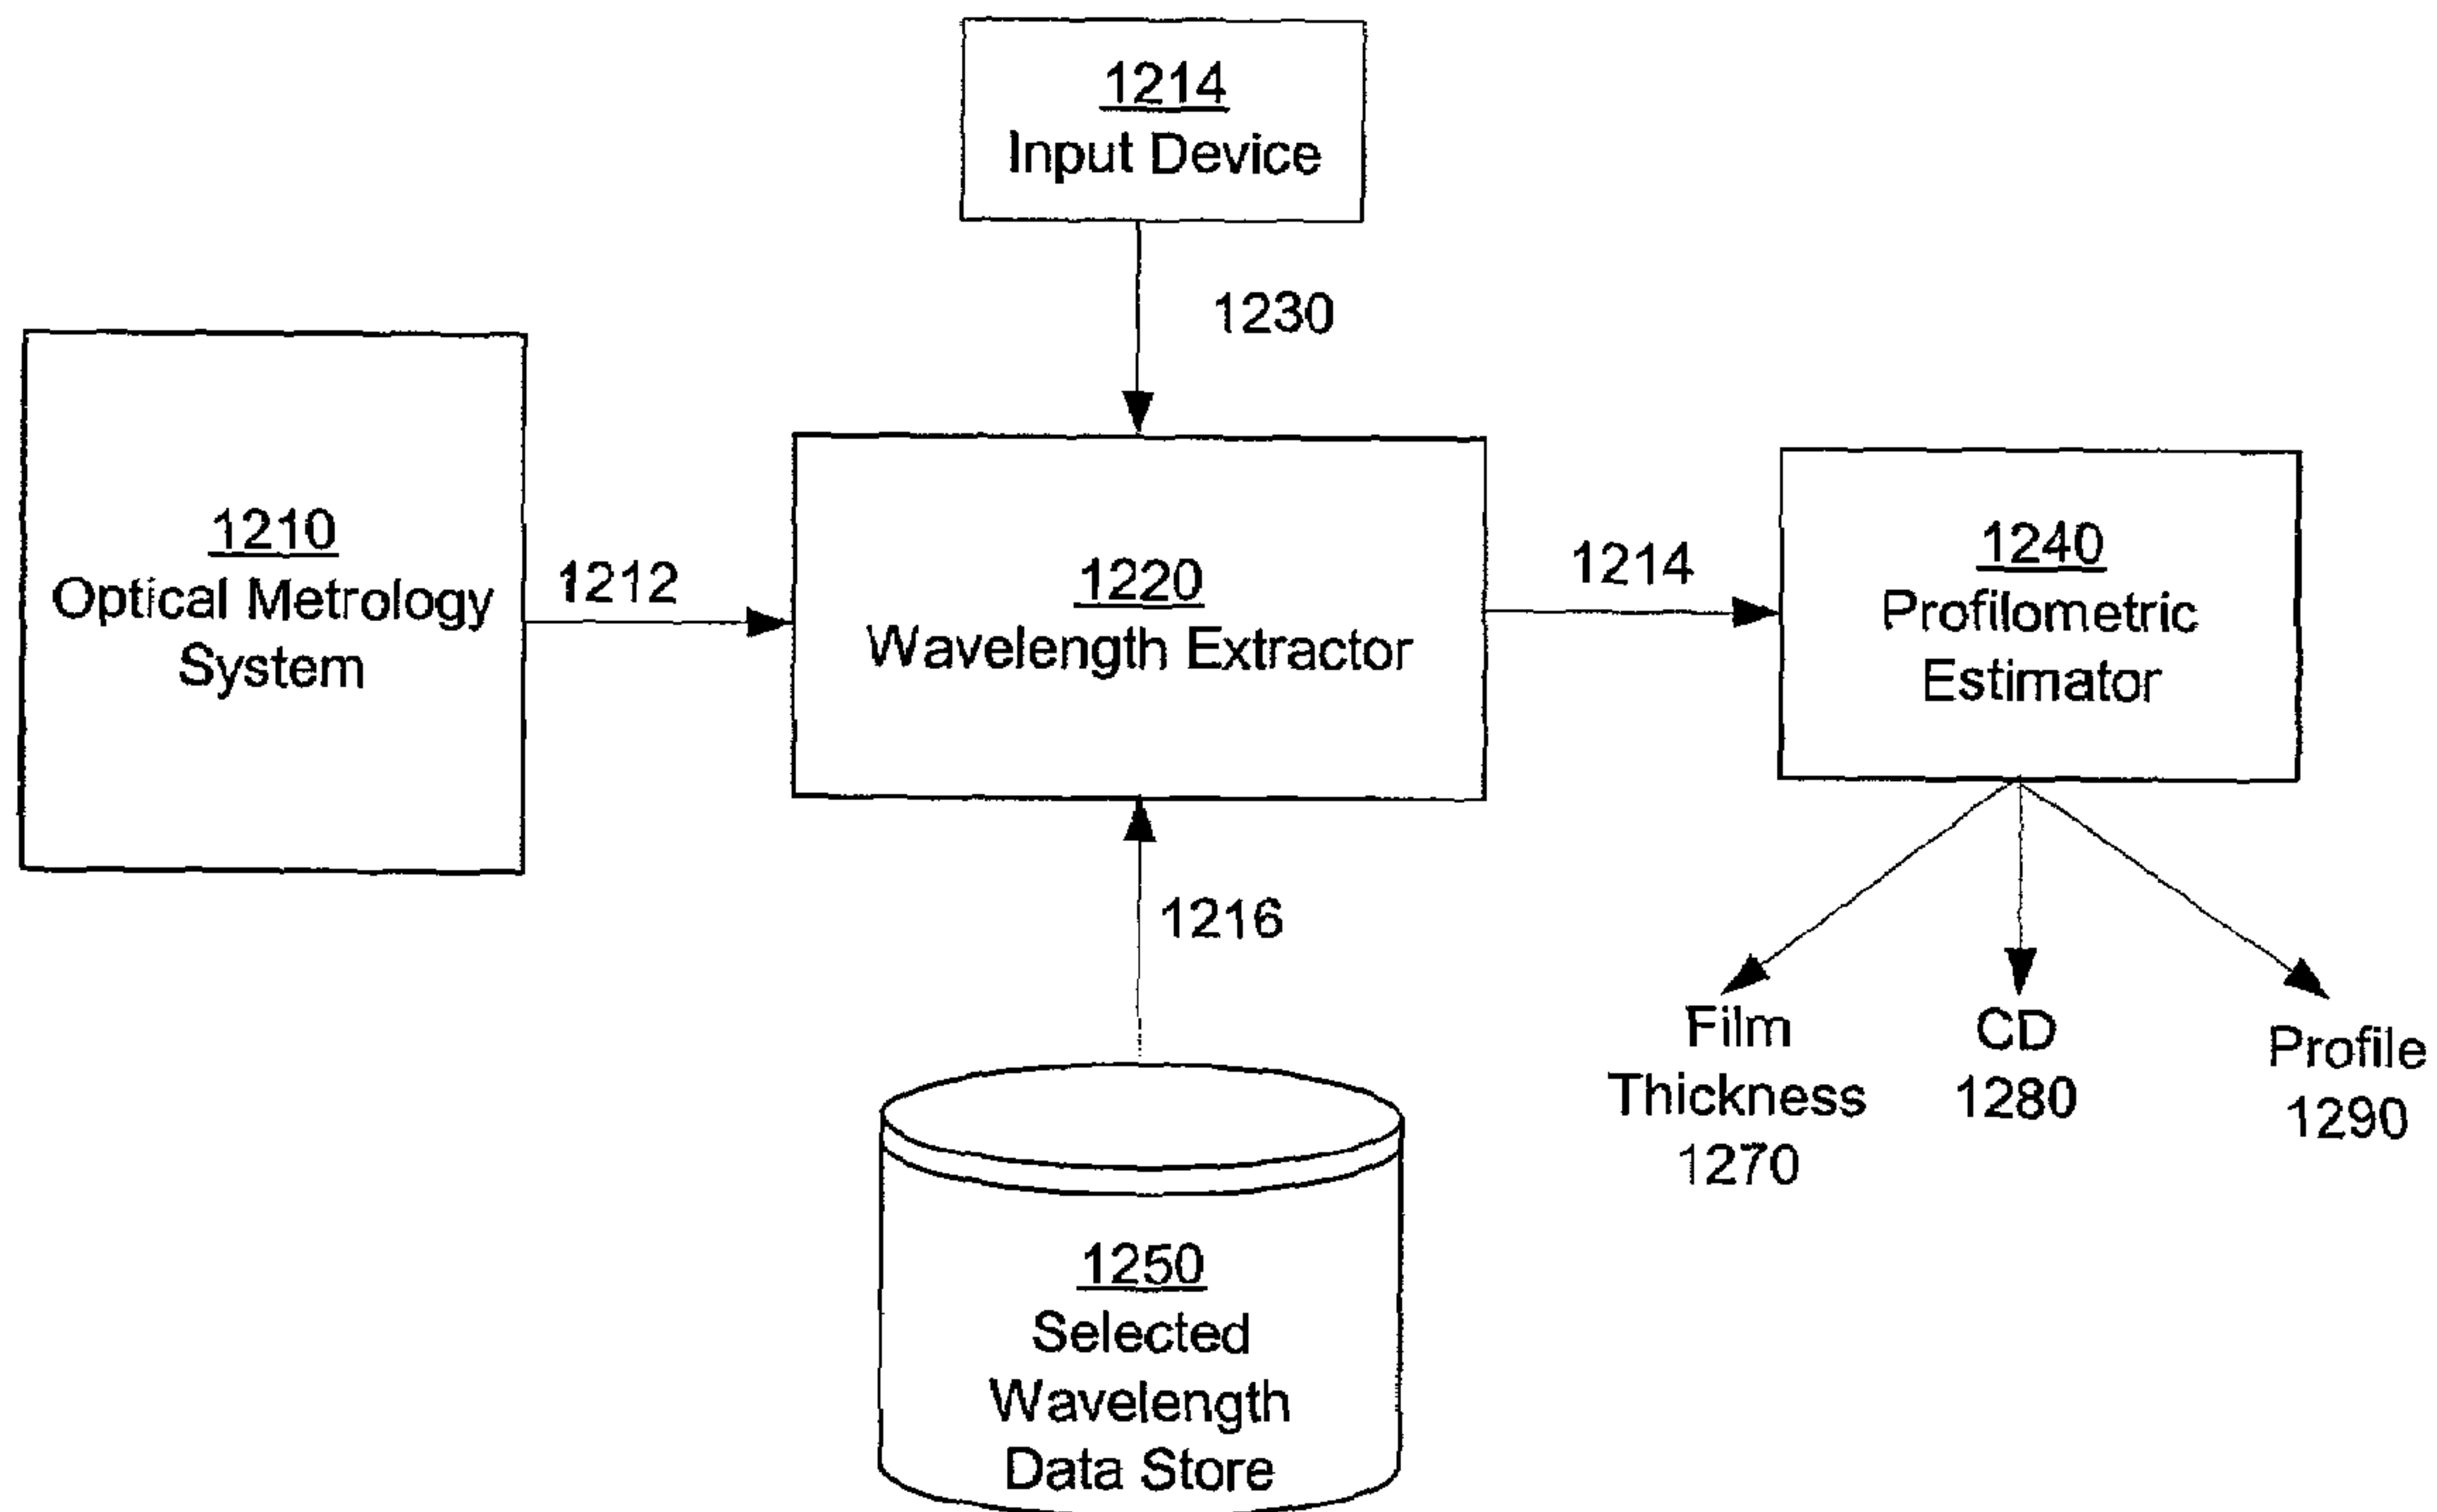 1214
Input Device
1230
1210
Optical Metrology
System
1212
1220
Wavelength Extractor
1214
1240
Profilometric
Estimator
1216
Film
Thickness
1270
CD
1280
Profile
1290
1250
Selected
Wavelength
Data Store